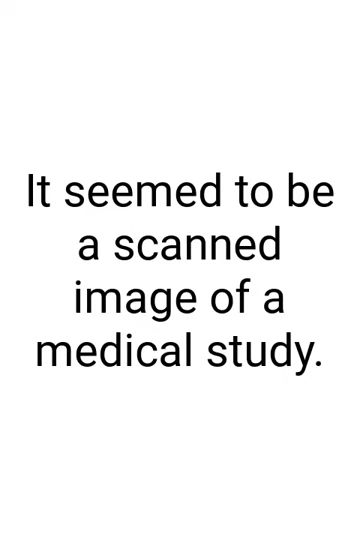 It seemed to be
a scanned
image of a
medical study.